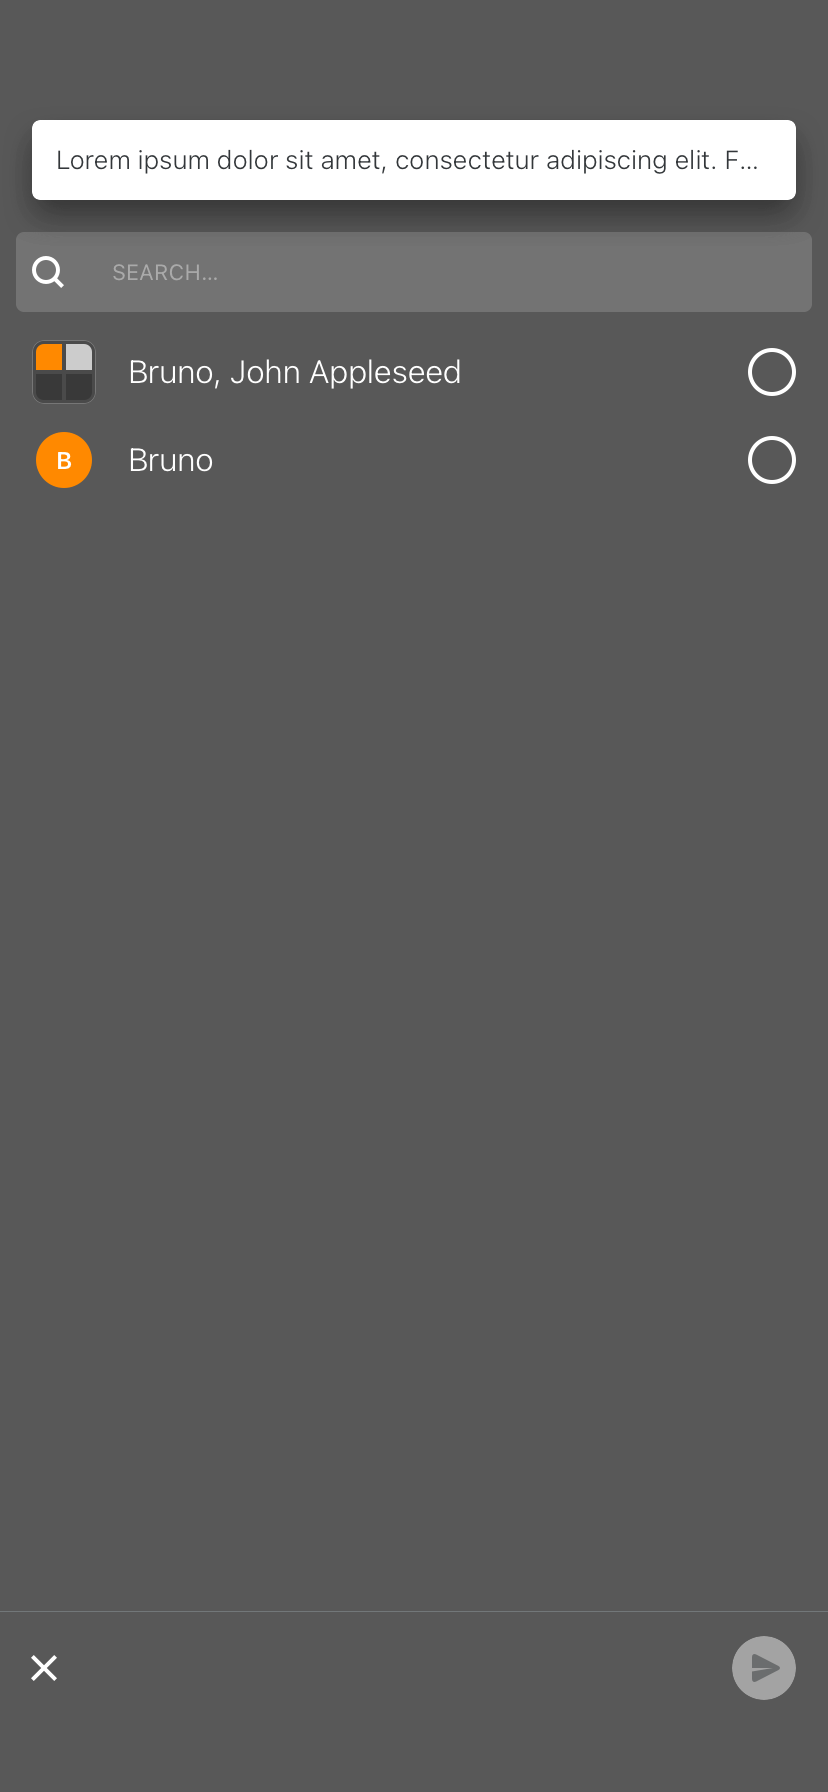 Lorem ipsum dolor sit amet, consectetur adipiscing elit. F...
SEARCH...
Bruno, John Appleseed
B
Bruno